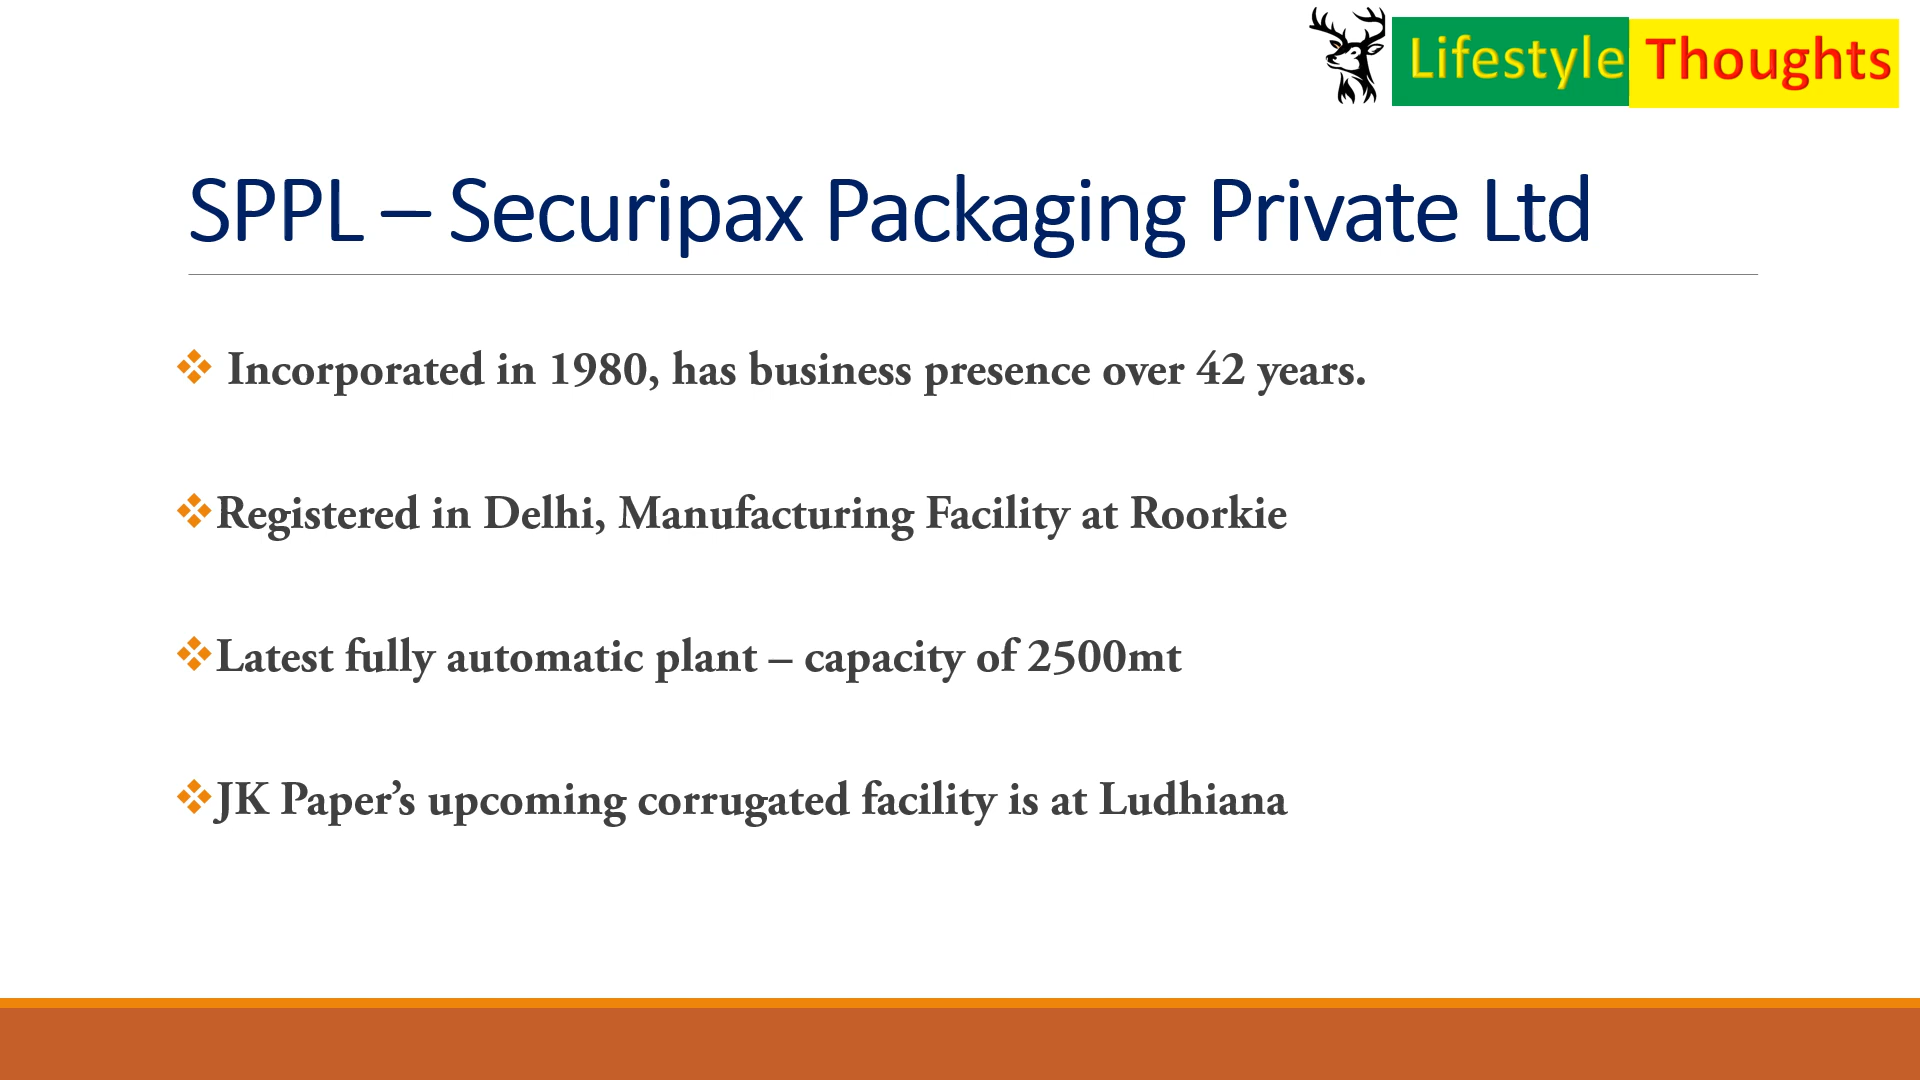 Lifestyle Thoughts
SPPL – Securipax Packaging Private Ltd
Incorporated in 1980, has business presence over 42 years.
Registered in Delhi, Manufacturing Facility at Roorkie
Latest fully automatic plant – capacity of 2500mt
JK Paper’s upcoming corrugated facility is at Ludhiana